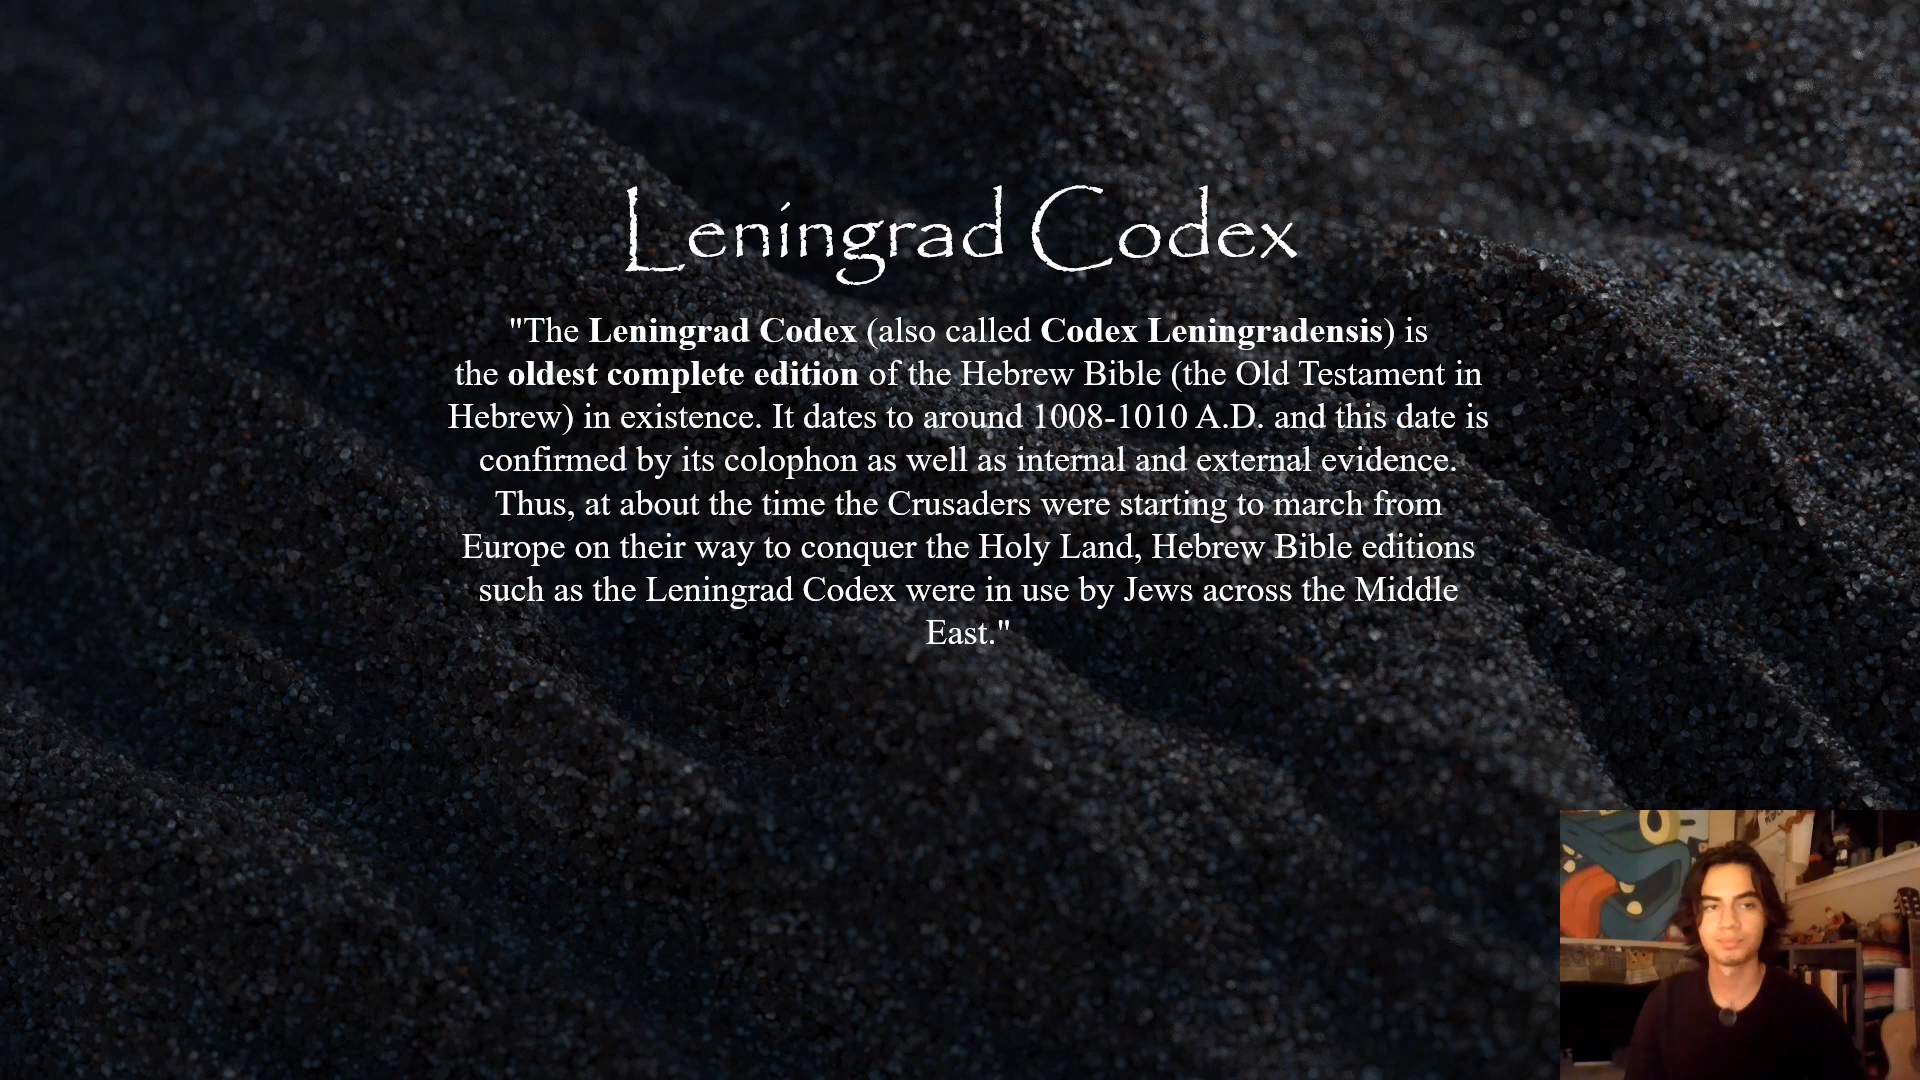 Leningrad Codex
"The Leningrad Codex (also called Codex Leningradensis) is
the oldest complete edition of the Hebrew Bible (the Old Testament in
Hebrew) in existence. It dates to around 1008-1010 A.D. and this date is
confirmed by its colophon as well as internal and external evidence.
Thus, at about the time the Crusaders were starting to march from
Europe on their way to conquer the Holy Land, Hebrew Bible editions
such as the Leningrad Codex were in use by Jews across the Middle
East."